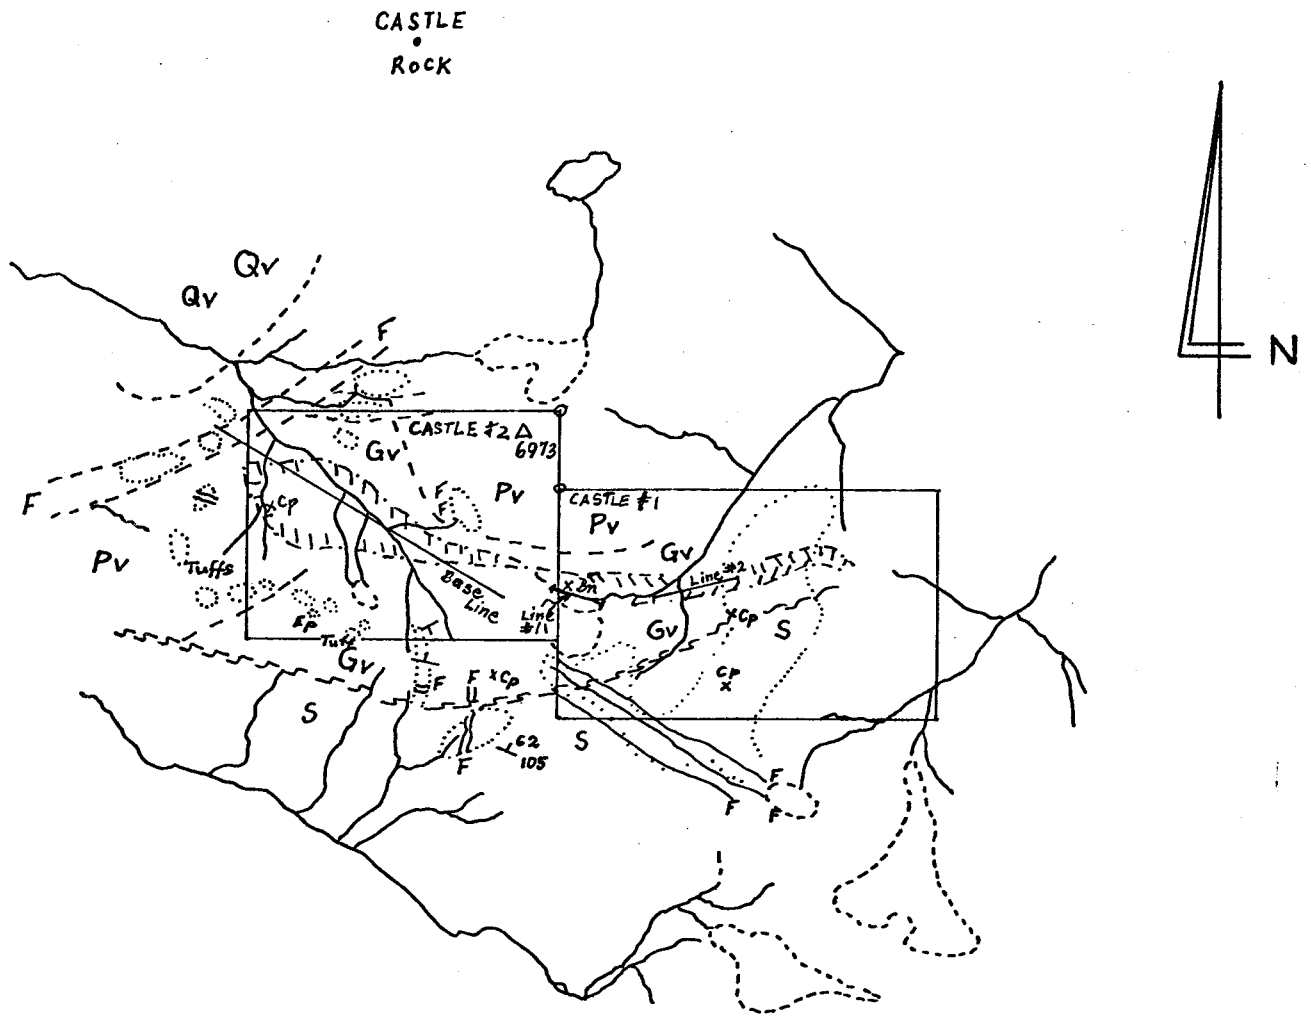 CASTLE
ROCK
N
Qv
Qv
F
CASTLE #2 △
6973
Gv
F
F
Pv
CASTLE #1
Pv
F
Cp
Gv
Pv
Tuffs
Base
Line
Bn
Line #2
Line
#1
Cp
Gv
S
Ep
Tuff
Gv
F
F
Cp
Cp
S
S
62
105
F
F
F
F